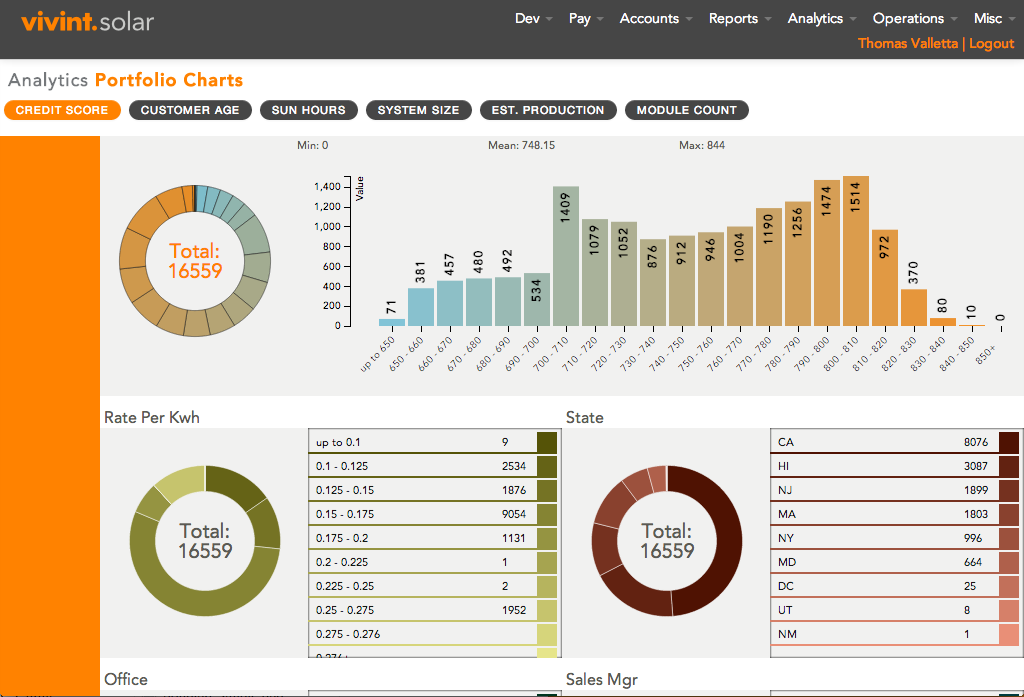 vivint.solar
Dev Pay Accounts Reports Analytics Operations Misc
Thomas Valletta | Logout
Analytics Portfolio Charts
CREDIT SCORE CUSTOMER AGE SUN HOURS SYSTEM SIZE EST. PRODUCTION MODULE COUNT
Min: 0 Mean: 748.15 Max: 844
Total:
16559
Value
1,400
1,200
1,000
800
600
400
200
0
71 381 457 480 492 534 1409 1079 1052 876 912 946 1004 1190 1256 1474 1514 972 370 80 10 0
up to 650 650 - 660 660 - 670 670 - 680 680 - 690 690 - 700 700 - 710 710 - 720 720 - 730 730 - 740 740 - 750 750 - 760 760 - 770 770 - 780 780 - 790 790 - 800 800 - 810 810 - 820 820 - 830 830 - 840 840 - 850 850+
Rate Per Kwh
Total:
16559
up to 0.1 9
0.1 - 0.125 2534
0.125 - 0.15 1876
0.15 - 0.175 9054
0.175 - 0.2 1131
0.2 - 0.225 1
0.225 - 0.25 2
0.25 - 0.275 1952
0.275 - 0.276
State
Total:
16559
CA 8076
HI 3087
NJ 1899
MA 1803
NY 996
MD 664
DC 25
UT 8
NM 1
Office
Sales Mgr